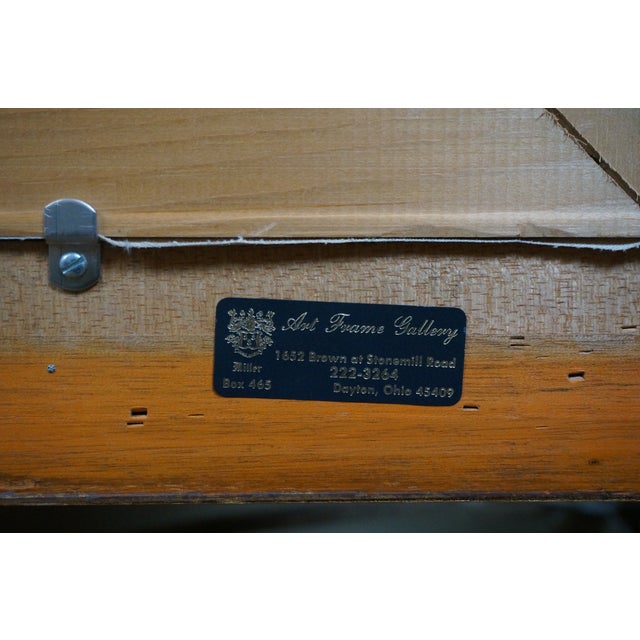 Art Frame Gallery
1652 Brown at Stonemill Road
222-3264
Miller
Box 465
Dayton, Ohio 45409